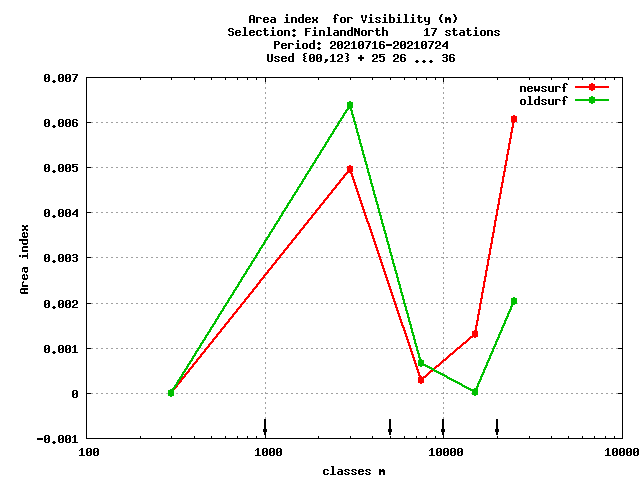 Area index  for Visibility (m)
Selection: FinlandNorth     17 stations
Period: 20210716-20210724
Used {00,12} + 25 26 ... 36
newsurf
oldsurf
0.007
0.006
0.005
0.004
0.003
0.002
0.001
0
-0.001
Area index
100
1000
10000
10000
classes m